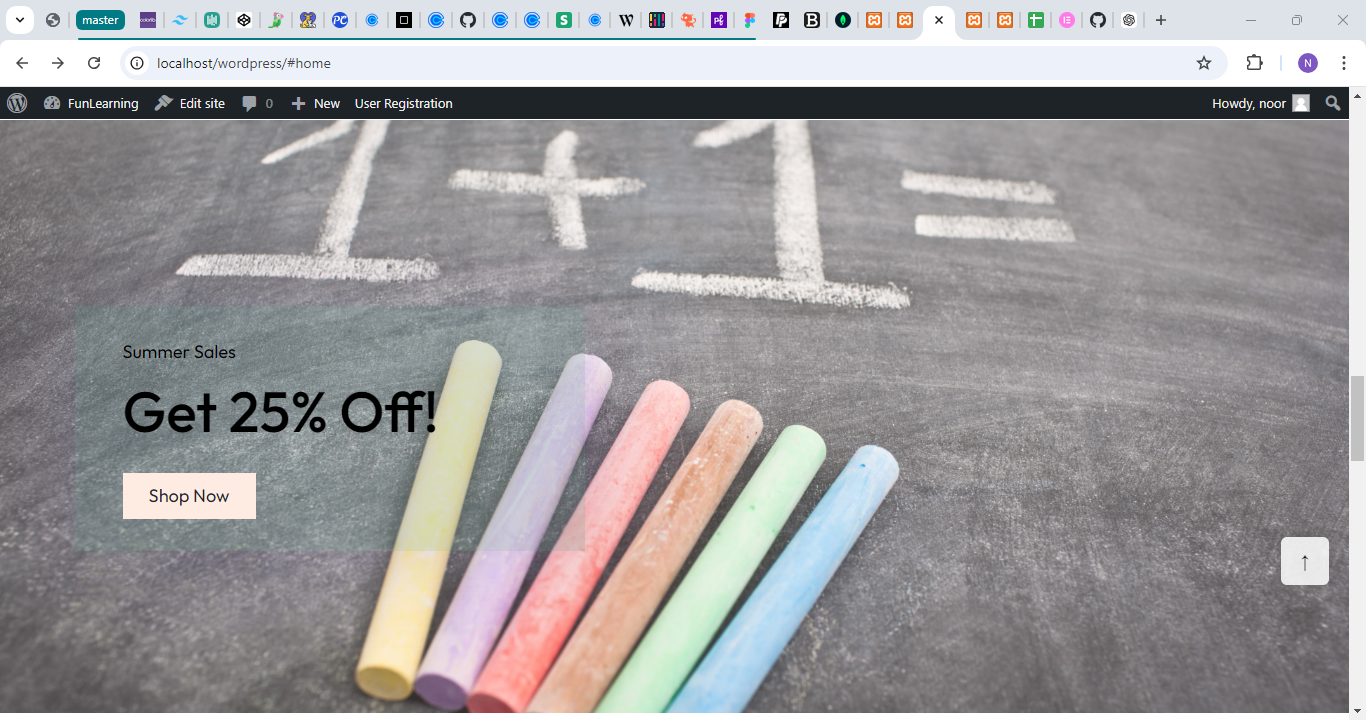 master
localhost/wordpress/#home
N
FunLearning
Edit site
0
New
User Registration
Howdy, noor
1 + 1 =
Summer Sales
Get 25% Off!
Shop Now
↑